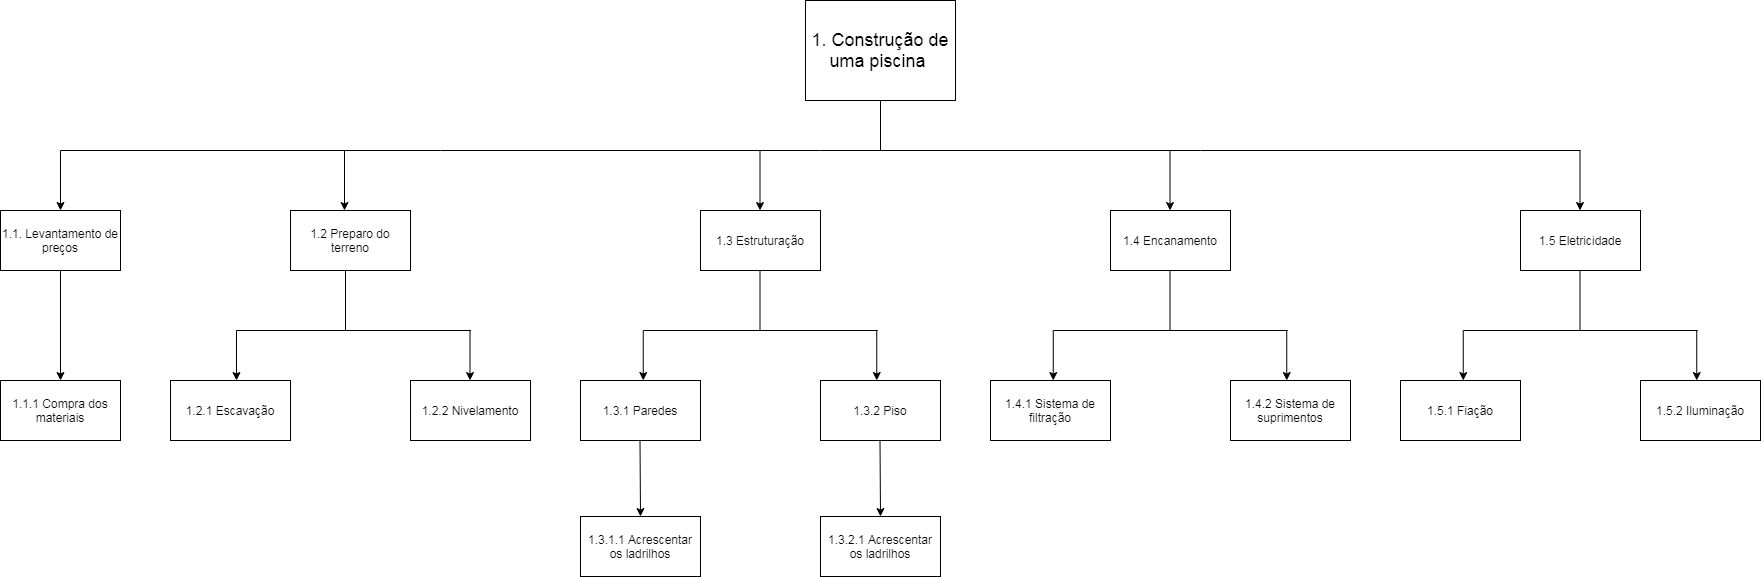 1. Construção de
uma piscina
1.1. Levantamento de
preços
1.2 Preparo do
terreno
1.3 Estruturação
1.4 Encanamento
1.5 Eletricidade
1.1.1 Compra dos
materiais
1.2.1 Escavação
1.2.2 Nivelamento
1.3.1 Paredes
1.3.2 Piso
1.4.1 Sistema de
filtração
1.4.2 Sistema de
suprimentos
1.5.1 Fiação
1.5.2 Iluminação
1.3.1.1 Acrescentar
os ladrilhos
1.3.2.1 Acrescentar
os ladrilhos